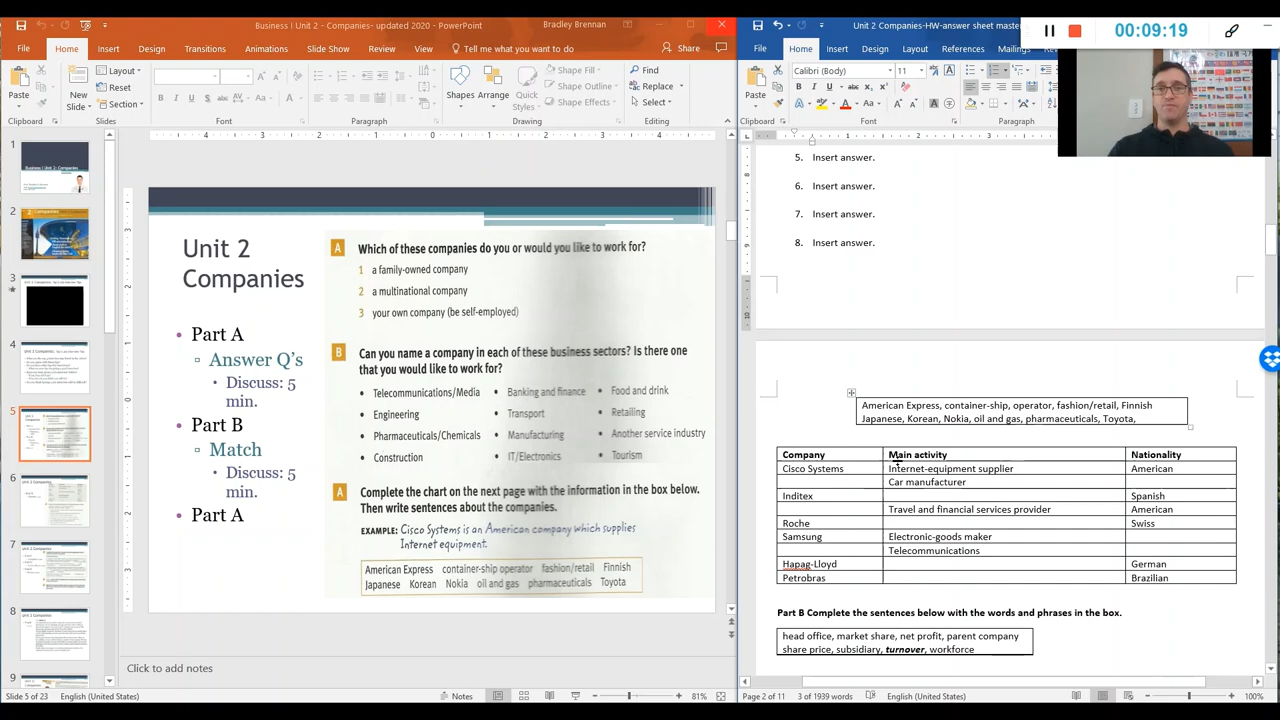 Business I Unit 2 - Companies- updated 2020 - PowerPoint
Bradley Brennan
File Home Insert Design Transitions Animations Slide Show Review View Tell me what you want to do Share
Paste
Clipboard
New Slide
Layout
Reset
Section
Slides
Font
Paragraph
Shapes
Arrange
Quick Styles
Shape Fill
Shape Outline
Shape Effects
Drawing
Find
Replace
Select
Editing
Unit 2
Companies
Part A
Answer Q's
Discuss: 5
min.
Part B
Match
Discuss: 5
min.
Part A
A Which of these companies do you or would you like to work for?
1 a family-owned company
2 a multinational company
3 your own company (be self-employed)
B Can you name a company in each of these business sectors? Is there one
that you would like to work for?
• Telecommunications/Media Banking and finance • Food and drink
• Engineering Transport • Retailing
• Pharmaceuticals/Chemicals Manufacturing • Another service industry
• Construction • IT/Electronics • Tourism
A Complete the chart on the next page with the information in the box below.
Then write sentences about the companies.
EXAMPLE: Cisco Systems is an American company which supplies
Internet equipment.
American Express container-ship operator fashion/retail Finnish
Japanese Korean Nokia oil and gas pharmaceuticals Toyota
Click to add notes
Slide 5 of 23 English (United States) Notes 81%
Unit 2 Companies-HW-answer sheet maste
00:09:19
File Home Insert Design Layout References Mailings
Paste
Clipboard
Calibri (Body) 11
Font
Paragraph
5. Insert answer.
6. Insert answer.
7. Insert answer.
8. Insert answer.
American Express, container-ship, operator, fashion/retail, Finnish
Japanese, Korean, Nokia, oil and gas, pharmaceuticals, Toyota,
Company Main activity Nationality
Cisco Systems Internet-equipment supplier American
Car manufacturer
Inditex Spanish
Travel and financial services provider American
Roche Swiss
Samsung Electronic-goods maker
Telecommunications
Hapag-Lloyd German
Petrobras Brazilian
Part B Complete the sentences below with the words and phrases in the box.
head office, market share, net profit, parent company
share price, subsidiary, turnover, workforce
Page 2 of 11 3 of 1939 words English (United States) 100%